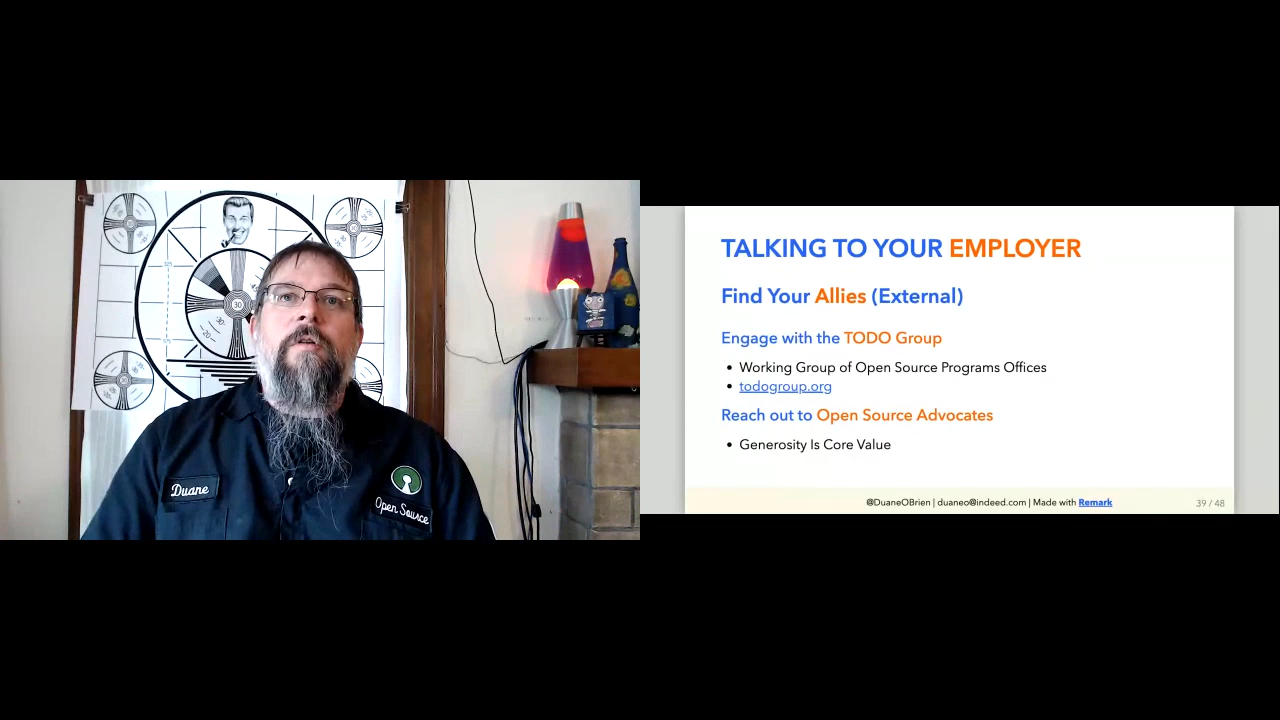 30
Duane
Open Source
TALKING TO YOUR EMPLOYER
Find Your Allies (External)
Engage with the TODO Group
• Working Group of Open Source Programs Offices
• todogroup.org
Reach out to Open Source Advocates
• Generosity Is Core Value
@DuaneOBrien | duaneo@indeed.com | Made with Remark
39 / 48